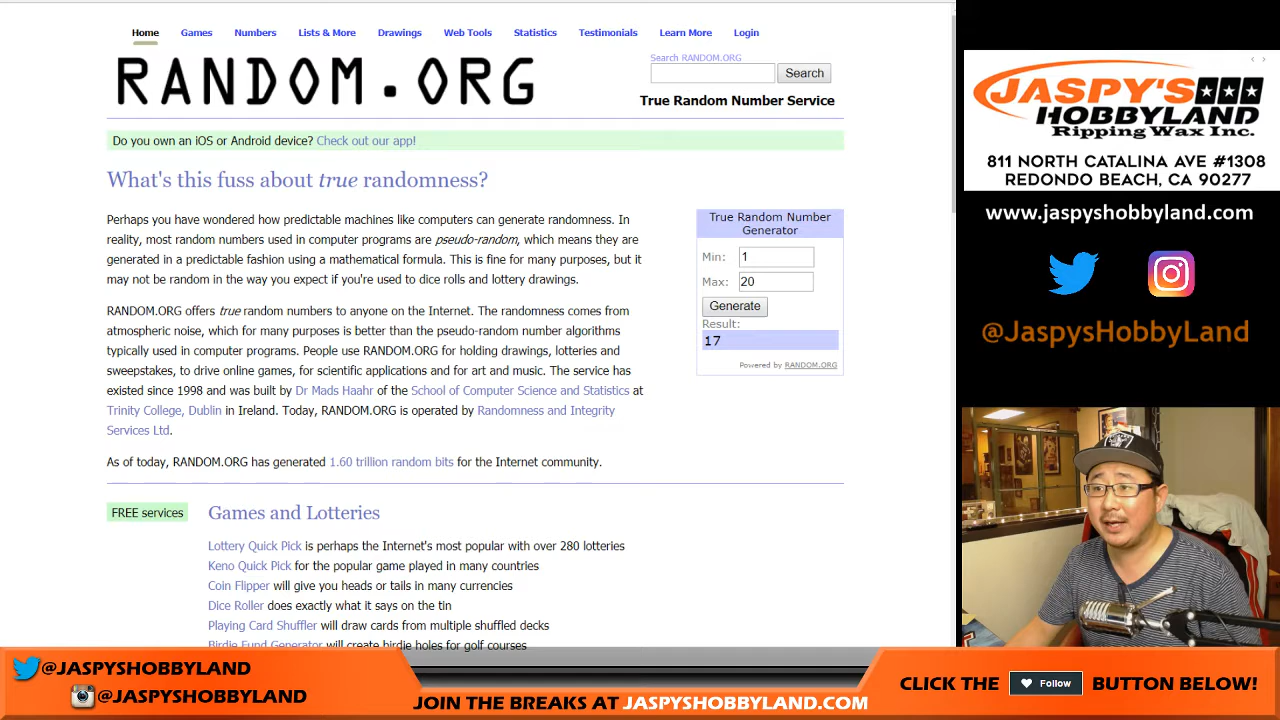 Home Games Numbers Lists & More Drawings Web Tools Statistics Testimonials Learn More Login
RANDOM.ORG
Search RANDOM.ORG
Search
True Random Number Service
Do you own an iOS or Android device? Check out our app!
What's this fuss about true randomness?
Perhaps you have wondered how predictable machines like computers can generate randomness. In
reality, most random numbers used in computer programs are pseudo-random, which means they are
generated in a predictable fashion using a mathematical formula. This is fine for many purposes, but it
may not be random in the way you expect if you're used to dice rolls and lottery drawings.
RANDOM.ORG offers true random numbers to anyone on the Internet. The randomness comes from
atmospheric noise, which for many purposes is better than the pseudo-random number algorithms
typically used in computer programs. People use RANDOM.ORG for holding drawings, lotteries and
sweepstakes, to drive online games, for scientific applications and for art and music. The service has
existed since 1998 and was built by Dr Mads Haahr of the School of Computer Science and Statistics at
Trinity College, Dublin in Ireland. Today, RANDOM.ORG is operated by Randomness and Integrity
Services Ltd.
As of today, RANDOM.ORG has generated 1.60 trillion random bits for the Internet community.
True Random Number
Generator
Min: 1
Max: 20
Generate
Result:
17
Powered by RANDOM.ORG
FREE services
Games and Lotteries
Lottery Quick Pick is perhaps the Internet's most popular with over 280 lotteries
Keno Quick Pick for the popular game played in many countries
Coin Flipper will give you heads or tails in many currencies
Dice Roller does exactly what it says on the tin
Playing Card Shuffler will draw cards from multiple shuffled decks
Birdie Fund Generator will create birdie holes for golf courses
JASPY'S
HOBBYLAND
Ripping Wax Inc.
811 NORTH CATALINA AVE #1308
REDONDO BEACH, CA 90277
www.jaspyshobbyland.com
@JaspysHobbyLand
@JASPYSHOBBYLAND
@JASPYSHOBBYLAND
JOIN THE BREAKS AT JASPYSHOBBYLAND.COM
CLICK THE Follow BUTTON BELOW!